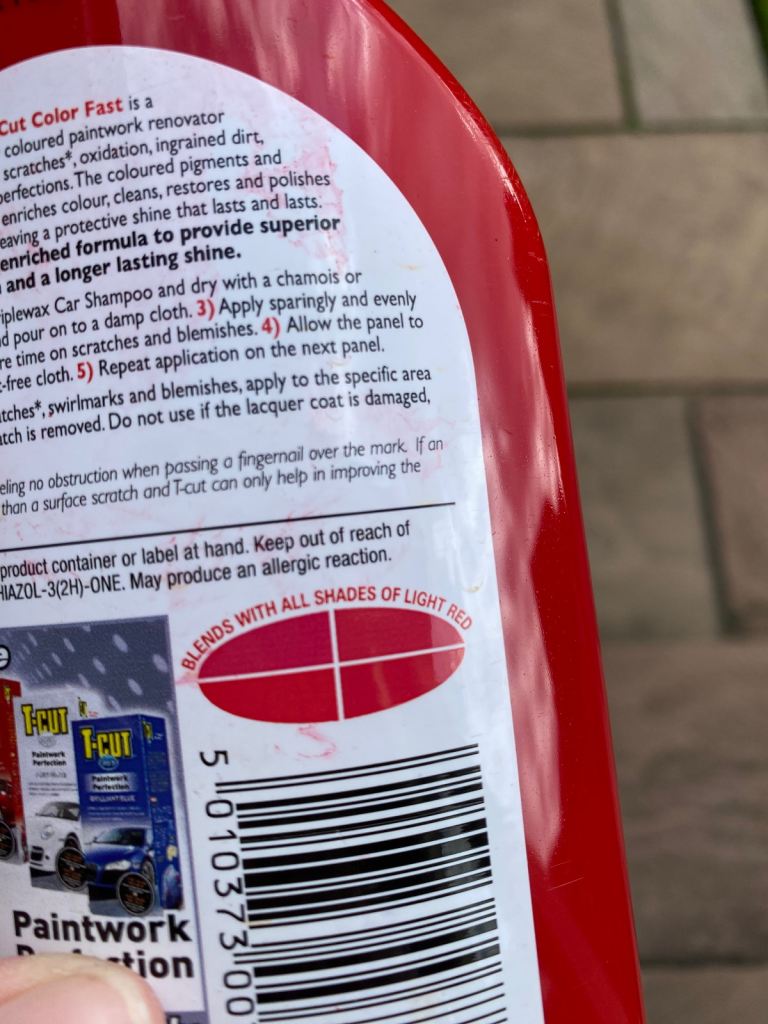 Cut Color Fast is a
coloured paintwork renovator
scratches*, oxidation, ingrained dirt,
perfections. The coloured pigments and
enriches colour, cleans, restores and polishes
eaving a protective shine that lasts and lasts.
enriched formula to provide superior
and a longer lasting shine.
iplewax Car Shampoo and dry with a chamois or
d pour on to a damp cloth. 3) Apply sparingly and evenly
re time on scratches and blemishes. 4) Allow the panel to
t-free cloth. 5) Repeat application on the next panel.
atches*, swirlmarks and blemishes, apply to the specific area
atch is removed. Do not use if the lacquer coat is damaged,
eling no obstruction when passing a fingernail over the mark. If an
than a surface scratch and T-cut can only help in improving the
product container or label at hand. Keep out of reach of
HIAZOL-3(2H)-ONE. May produce an allergic reaction.
BLENDS WITH ALL SHADES OF LIGHT RED
T-CUT
Paintwork
Perfection
T-CUT
Paintwork
Perfection
BRILLIANT BLUE
Paintwork
5 010373 00